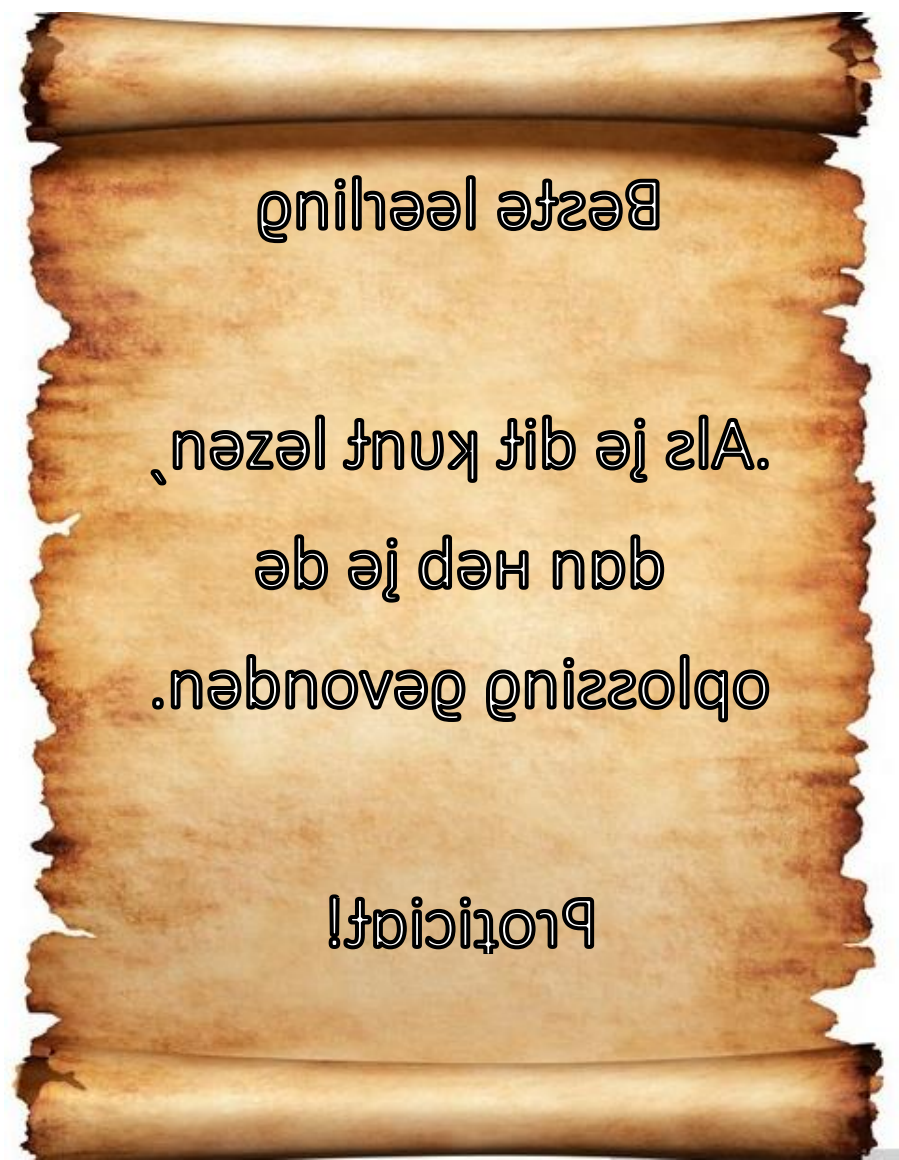 Beste leerling
.Als je dit kunt lezen,
dan heb je de
oplossing gevonden.
Proficiat!